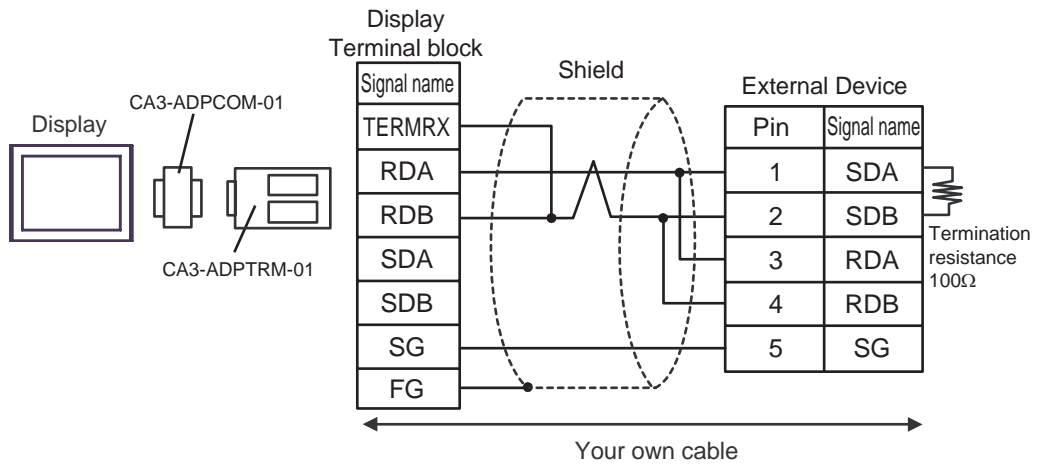 Display
Terminal block
Shield
External Device
CA3-ADPCOM-01
Display
CA3-ADPTRM-01
Signal name
TERMRX
RDA
RDB
SDA
SDB
SG
FG
Pin Signal name
1 SDA
2 SDB
3 RDA
4 RDB
5 SG
Termination
resistance
100Ω
Your own cable